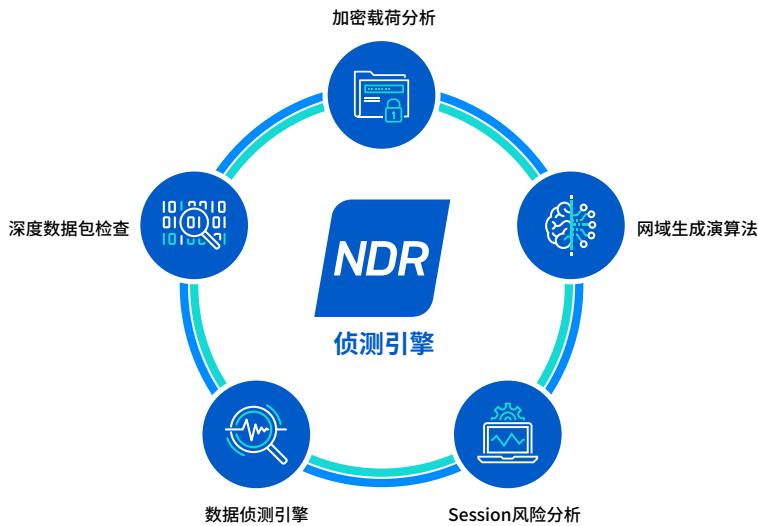 加密载荷分析
深度数据包检查
网域生成演算法
NDR
侦测引擎
数据侦测引擎
Session风险分析